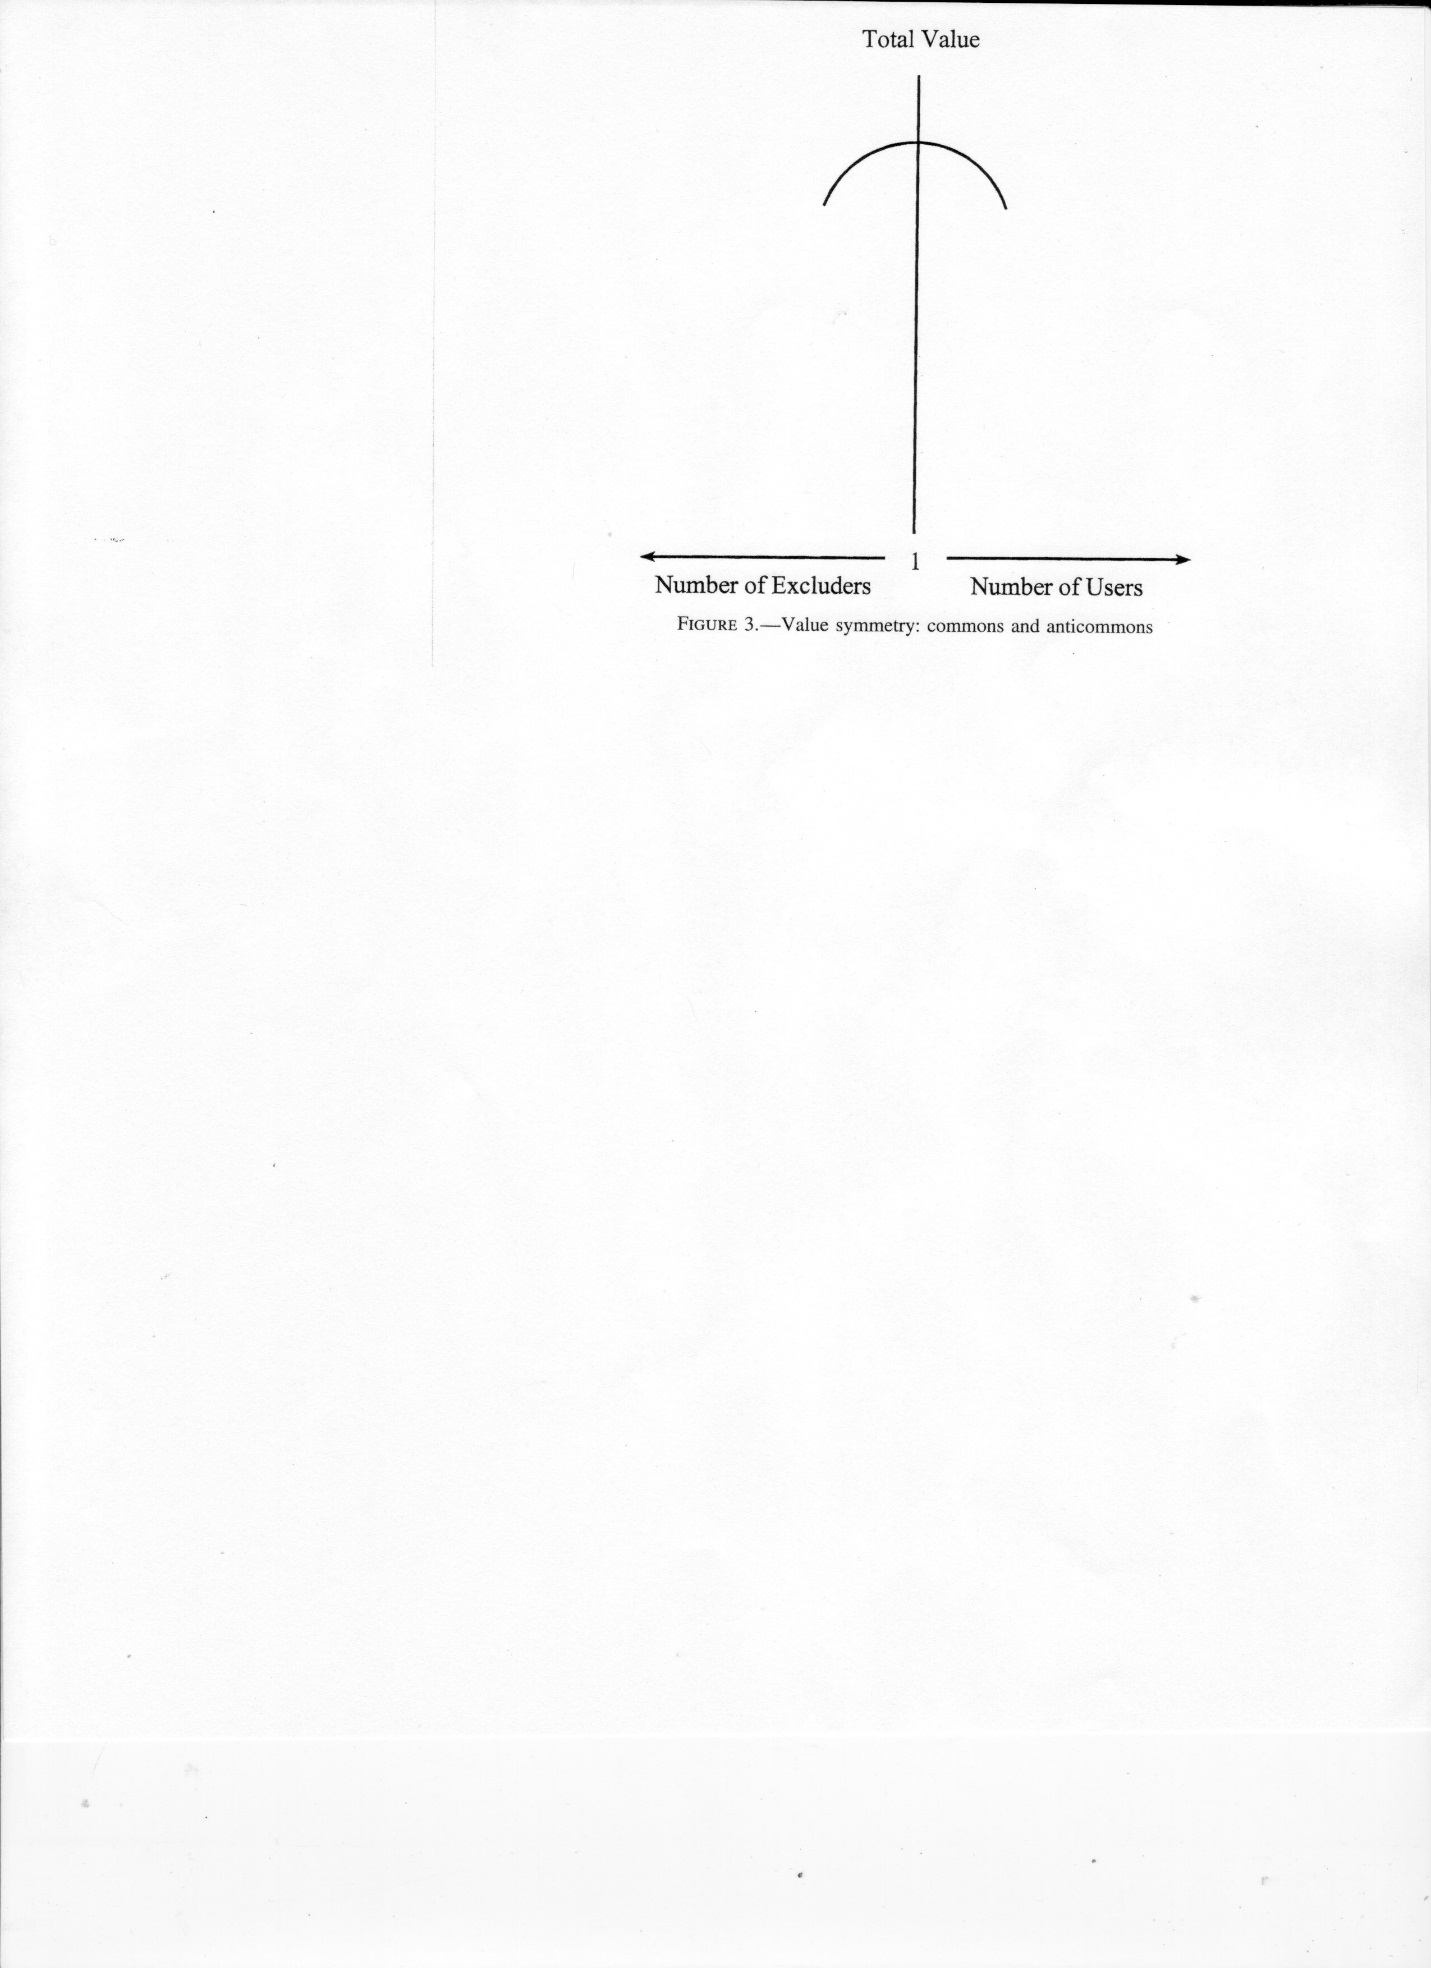 Total Value
1
Number of Excluders Number of Users
FIGURE 3.—Value symmetry: commons and anticommons